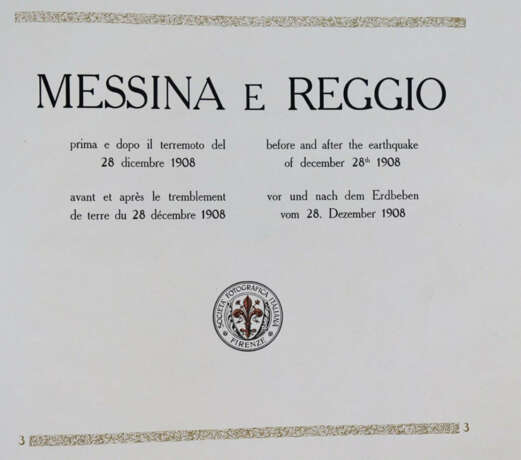 MESSINA E REGGIO
prima e dopo il terremoto del
28 dicembre 1908
before and after the earthquake
of december 28th 1908
avant et après le tremblement
de terre du 28 décembre 1908
vor und nach dem Erdbeben
vom 28. Dezember 1908
SOCIETÀ FOTOGRAFICA ITALIANA
FIRENZE
3
3